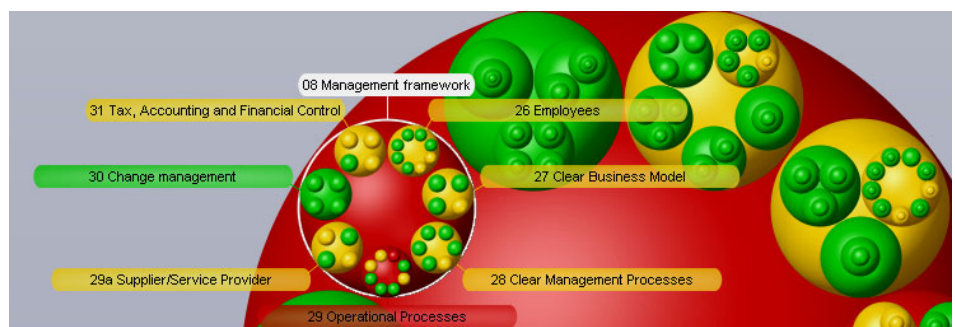 08 Management framework
31 Tax, Accounting and Financial Control
26 Employees
30 Change management
27 Clear Business Model
29a Supplier/Service Provider
28 Clear Management Processes
29 Operational Processes